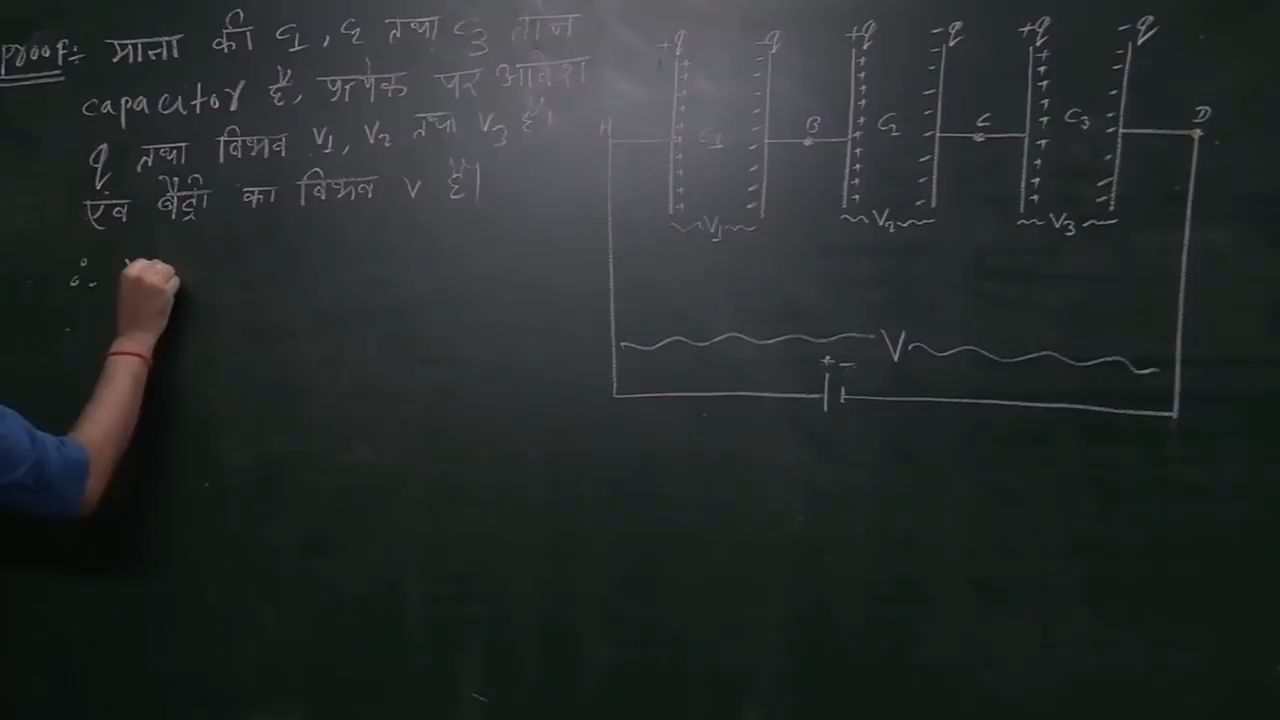 Proof:- माना की C1, C2 तथा C3 तीन
capacitor है, प्रत्येक पर आवेश
q तथा विभव V1, V2 तथा V3 है।
एंव बैट्री का विभव V है।
∴
+q -q +q -q +q -q
A C1 B C2 C C3 D
V1 V2 V3
V
+ -